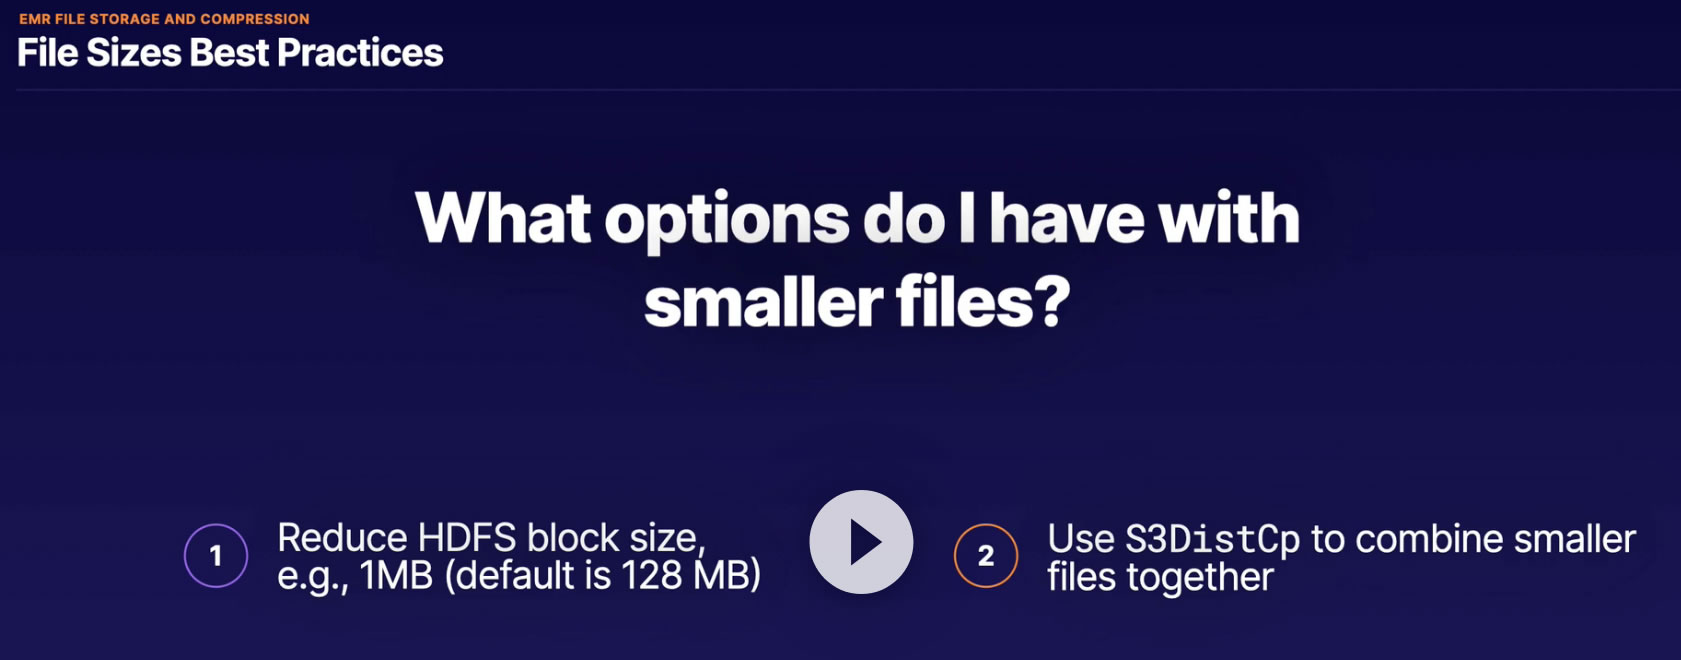 EMR FILE STORAGE AND COMPRESSION
File Sizes Best Practices
What options do I have with
smaller files?
1
Reduce HDFS block size,
e.g., 1MB (default is 128 MB)
2
Use S3DistCp to combine smaller
files together